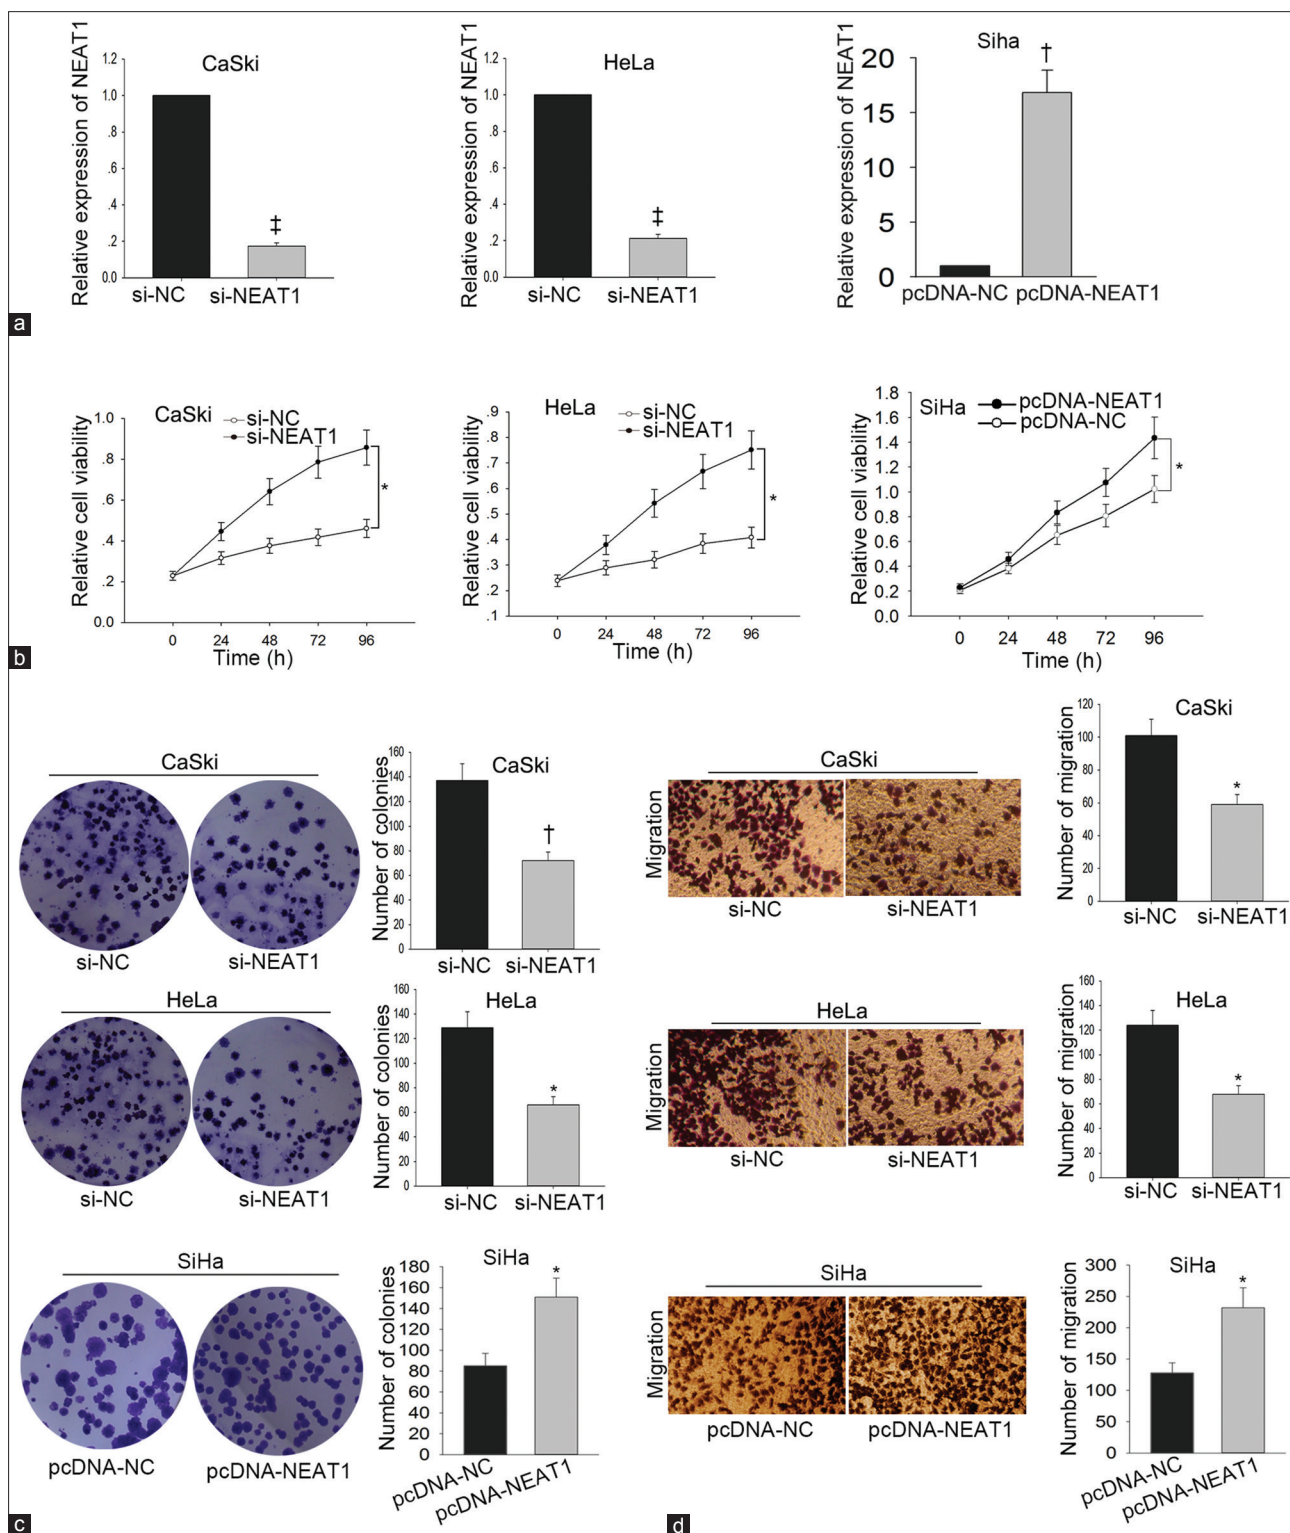 Relative expression of NEAT1
CaSki
1.2
1.0
.8
.6
.4
.2
0.0
‡
si-NC
si-NEAT1
Relative expression of NEAT1
HeLa
1.2
1.0
.8
.6
.4
.2
0.0
‡
si-NC
si-NEAT1
Relative expression of NEAT1
Siha
20
15
10
5
0
†
pcDNA-NC
pcDNA-NEAT1
a
Relative cell viability
CaSki
si-NC
si-NEAT1
1.0
.8
.6
.4
.2
0.0
*
0 24 48 72 96
Time (h)
Relative cell viability
HeLa
si-NC
si-NEAT1
.9
.8
.7
.6
.5
.4
.3
.2
.1
*
0 24 48 72 96
Time (h)
Relative cell viability
SiHa
pcDNA-NEAT1
pcDNA-NC
1.8
1.6
1.4
1.2
1.0
0.8
0.6
0.4
0.2
0.0
*
0 24 48 72 96
Time (h)
b
CaSki
si-NC
si-NEAT1
Number of colonies
CaSki
160
140
120
100
80
60
40
20
0
†
si-NC
si-NEAT1
HeLa
si-NC
si-NEAT1
Number of colonies
HeLa
160
140
120
100
80
60
40
20
0
*
si-NC
si-NEAT1
SiHa
pcDNA-NC
pcDNA-NEAT1
Number of colonies
SiHa
180
160
140
120
100
80
60
40
20
0
*
pcDNA-NC
pcDNA-NEAT1
c
CaSki
Migration
si-NC
si-NEAT1
Number of migration
CaSki
120
100
80
60
40
20
0
*
si-NC
si-NEAT1
HeLa
Migration
si-NC
si-NEAT1
Number of migration
HeLa
160
140
120
100
80
60
40
20
0
*
si-NC
si-NEAT1
SiHa
Migration
pcDNA-NC
pcDNA-NEAT1
Number of migration
SiHa
300
250
200
150
100
50
0
*
pcDNA-NC
pcDNA-NEAT1
d